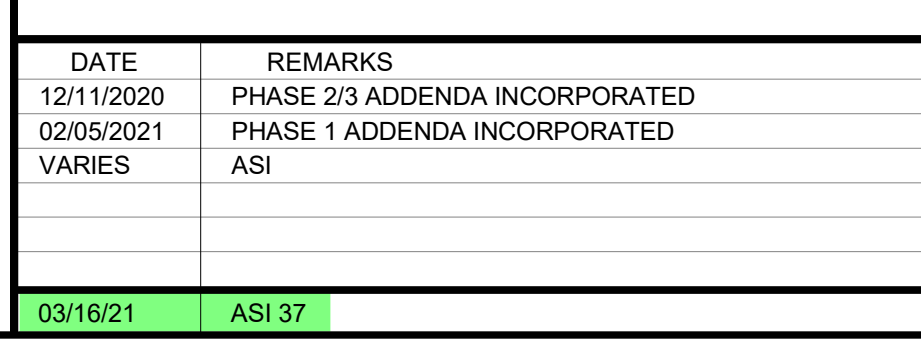 DATE REMARKS
12/11/2020 PHASE 2/3 ADDENDA INCORPORATED
02/05/2021 PHASE 1 ADDENDA INCORPORATED
VARIES ASI
03/16/21 ASI 37